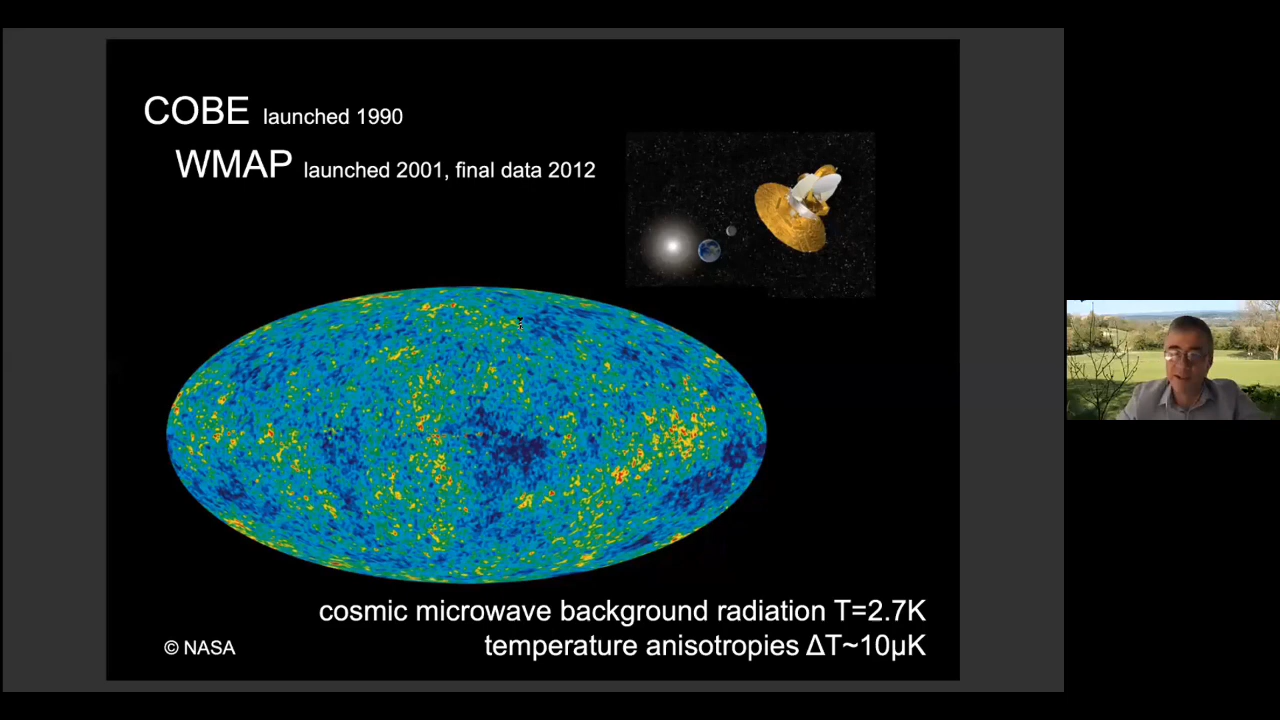 COBE launched 1990
WMAP launched 2001, final data 2012
cosmic microwave background radiation T=2.7K
temperature anisotropies ΔT~10μK
© NASA